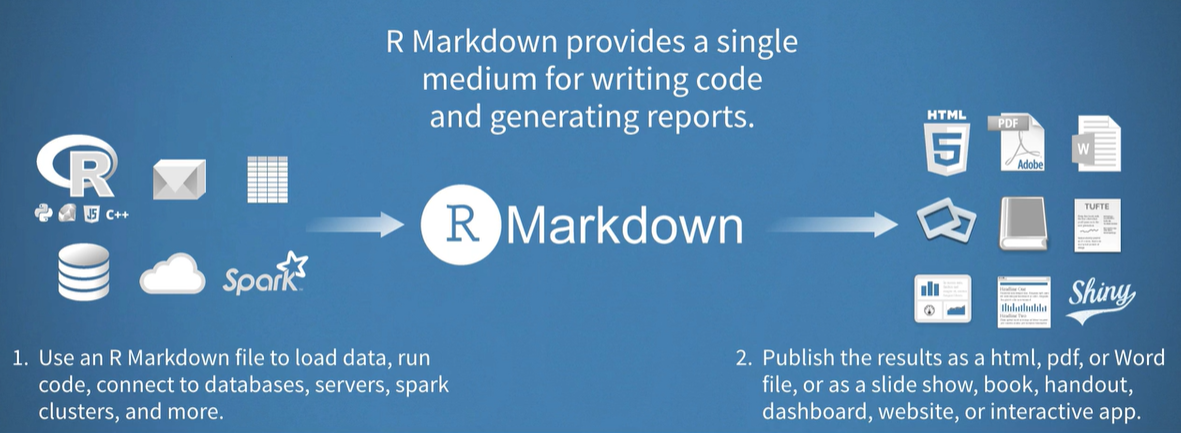 R Markdown provides a single
medium for writing code
and generating reports.
R
C++
JS
Spark
R Markdown
HTML
5
PDF
Adobe
W
TUFTE
Shiny
1. Use an R Markdown file to load data, run
code, connect to databases, servers, spark
clusters, and more.
2. Publish the results as a html, pdf, or Word
file, or as a slide show, book, handout,
dashboard, website, or interactive app.